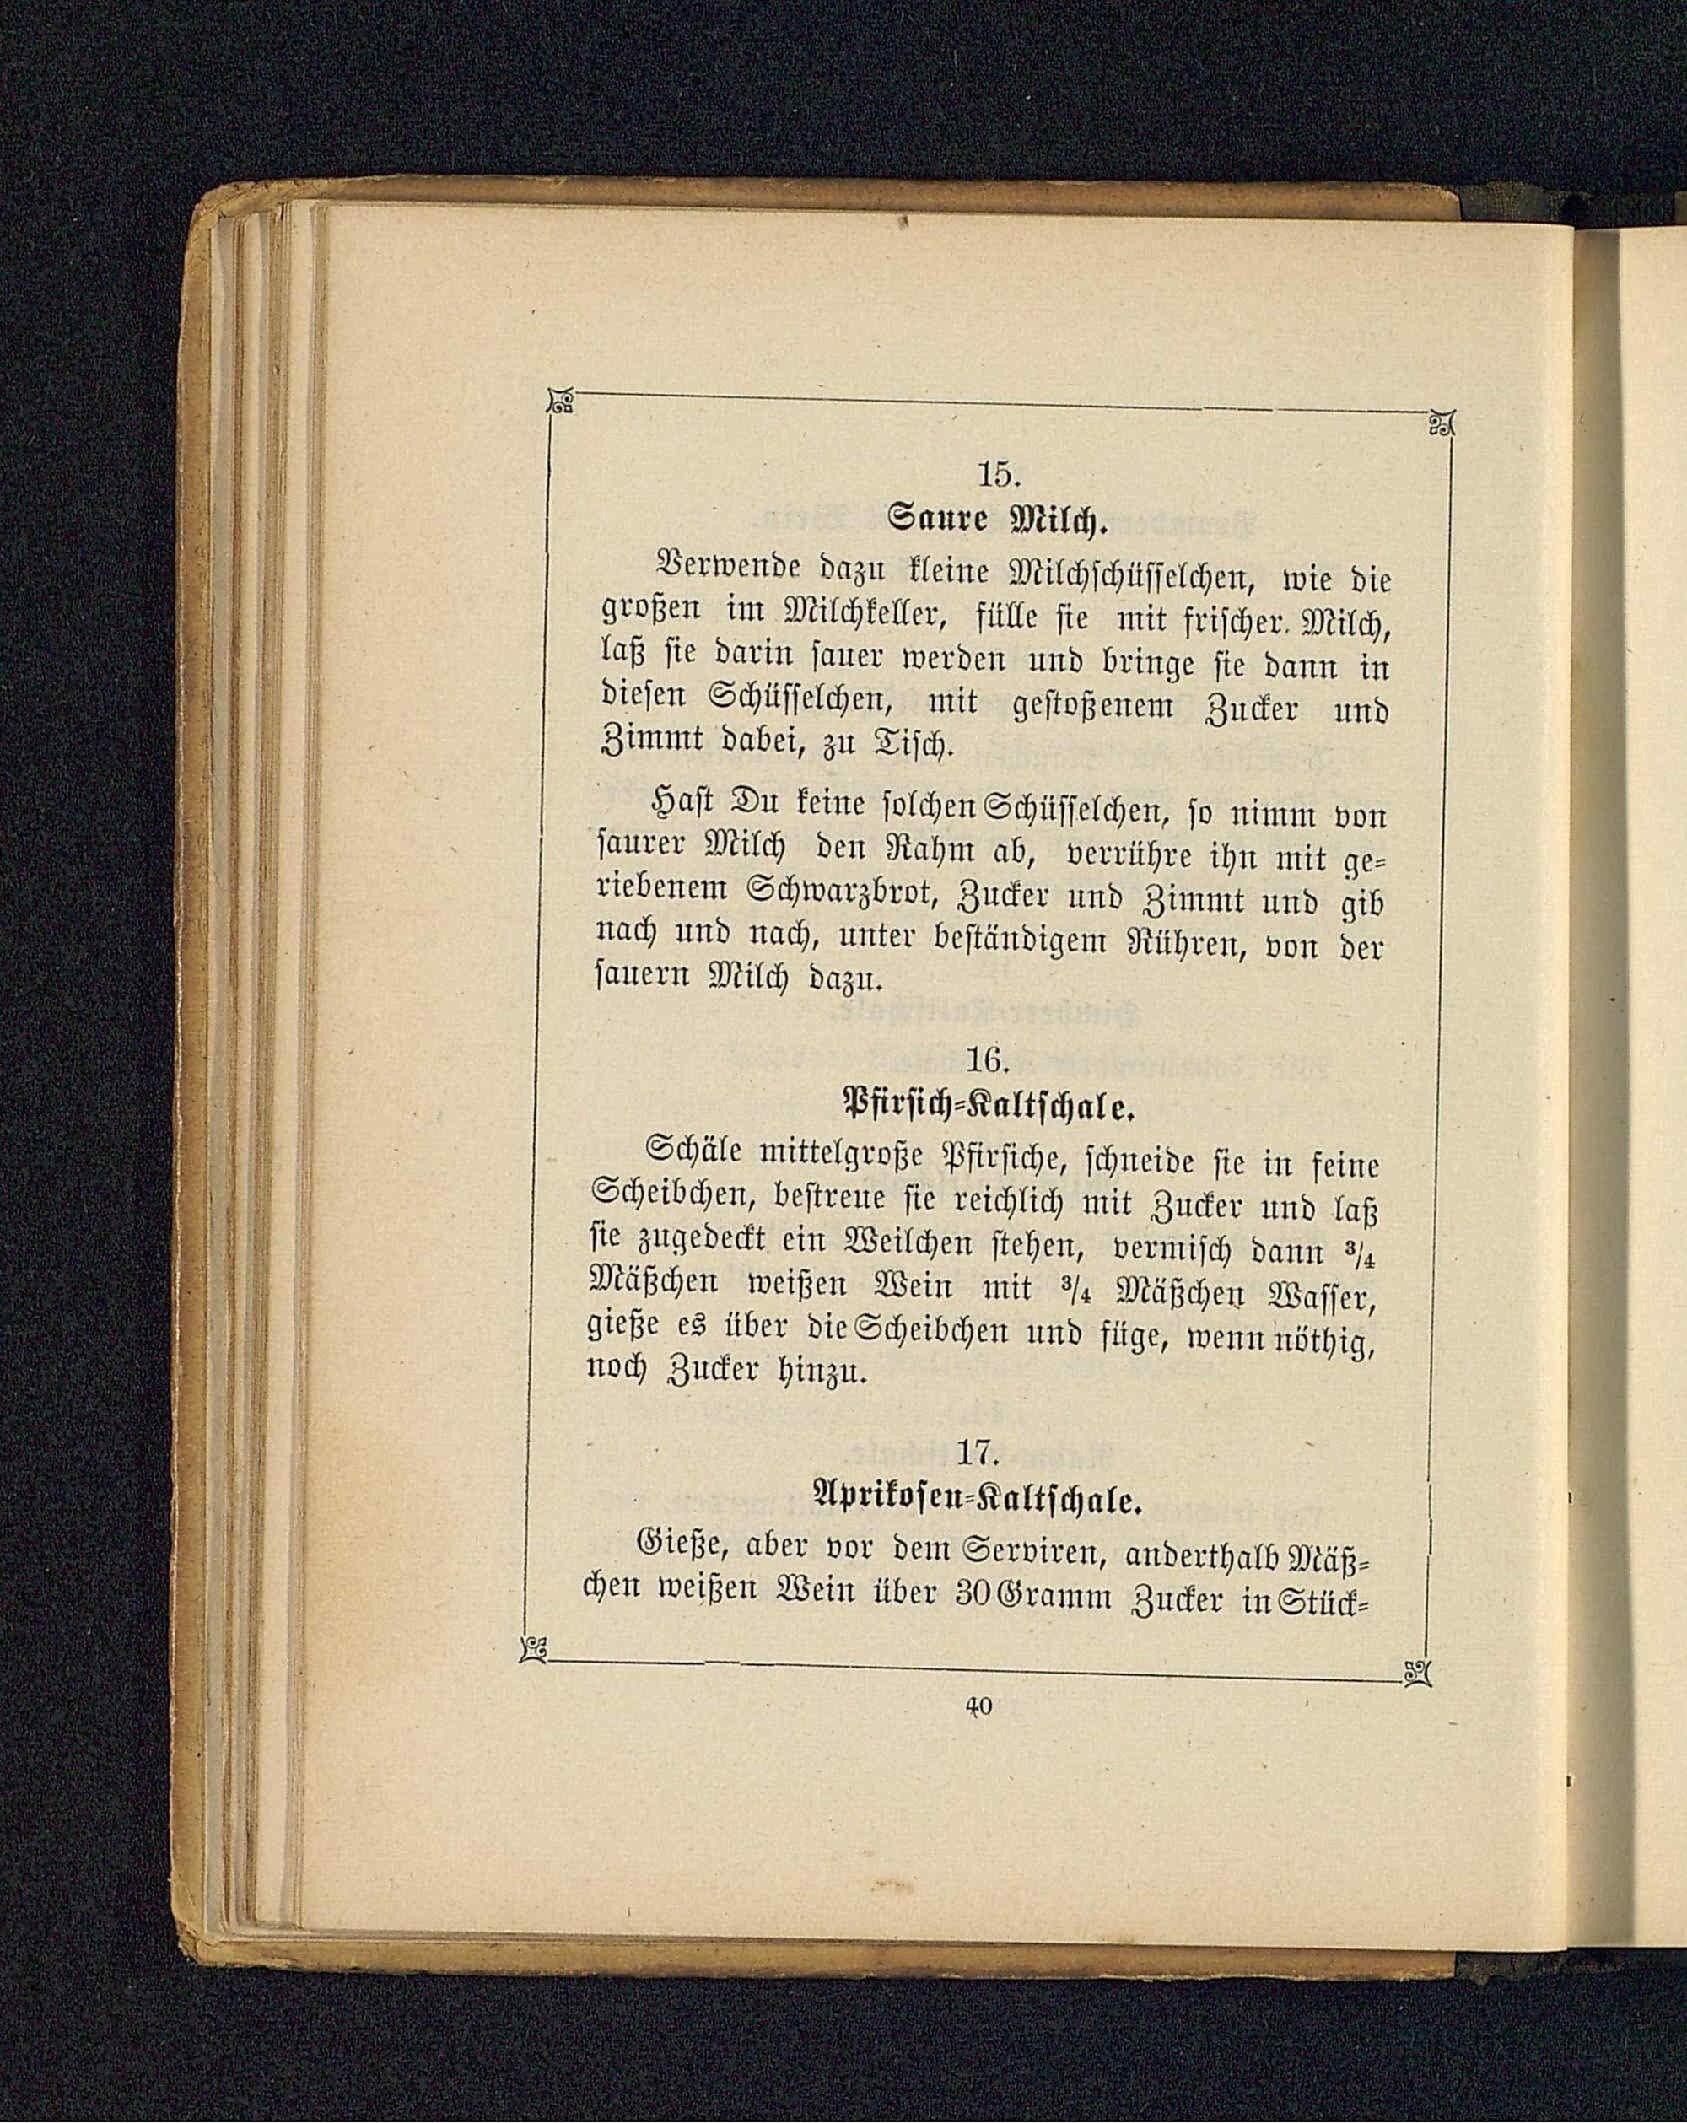 15.
Saure Milch.
Verwende dazu kleine Milchschüsselchen, wie die
großen im Milchkeller, fülle sie mit frischer. Milch,
laß sie darin sauer werden und bringe sie dann in
diesen Schüsselchen, mit gestoßenem Zucker und
Zimmt dabei, zu Tisch.
Hast Du keine solchen Schüsselchen, so nimm von
saurer Milch den Rahm ab, verrühre ihn mit ge-
riebenem Schwarzbrot, Zucker und Zimmt und gib
nach und nach, unter beständigem Rühren, von der
sauern Milch dazu.
16.
Pfirsich-Kaltschale.
Schäle mittelgroße Pfirsiche, schneide sie in feine
Scheibchen, bestreue sie reichlich mit Zucker und laß
sie zugedeckt ein Weilchen stehen, vermisch dann 3/4
Mäßchen weißen Wein mit 3/4 Mäßchen Wasser,
gieße es über die Scheibchen und füge, wenn nöthig,
noch Zucker hinzu.
17.
Aprikosen-Kaltschale.
Gieße, aber vor dem Serviren, anderthalb Mäß-
chen weißen Wein über 30 Gramm Zucker in Stück-
40